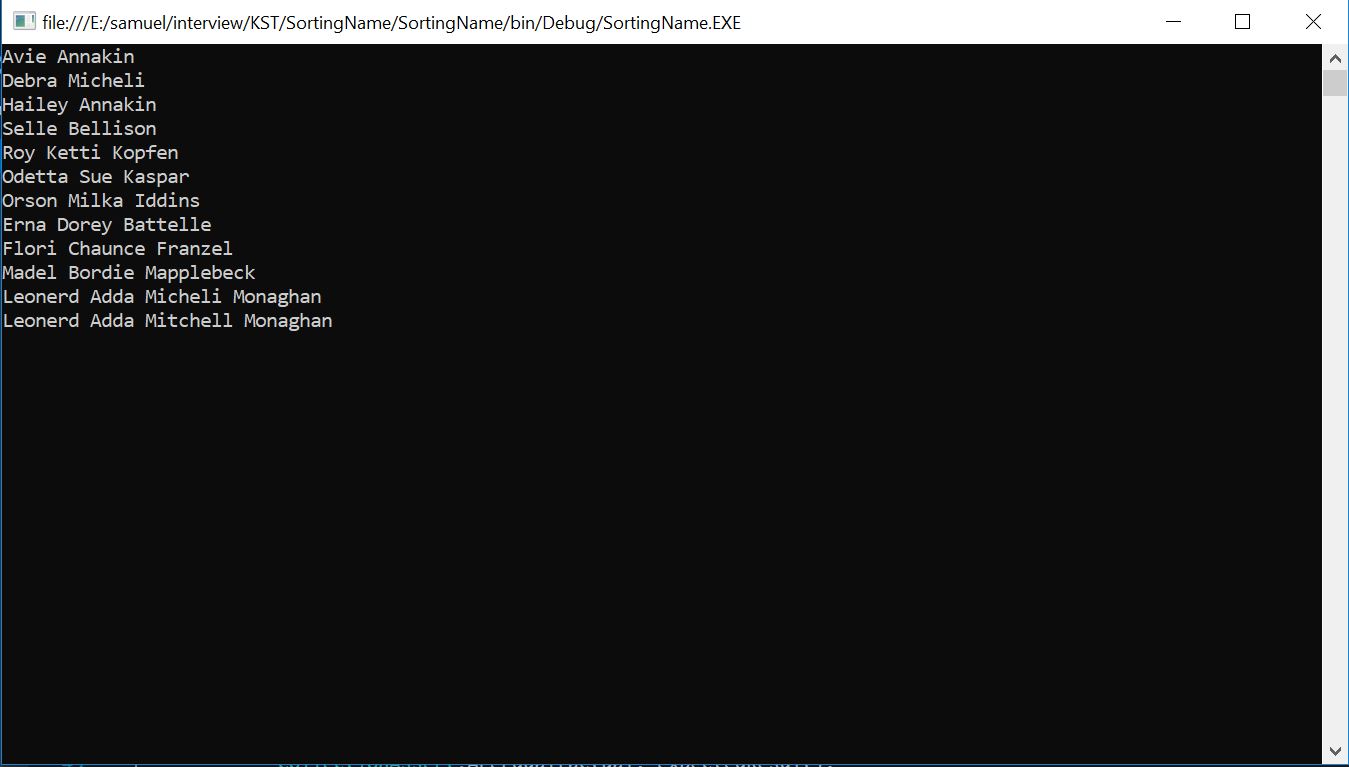 file:///E:/samuel/interview/KST/SortingName/SortingName/bin/Debug/SortingName.EXE
Avie Annakin
Debra Micheli
Hailey Annakin
Selle Bellison
Roy Ketti Kopfen
Odetta Sue Kaspar
Orson Milka Iddins
Erna Dorey Battelle
Flori Chaunce Franzel
Madel Bordie Mapplebeck
Leonerd Adda Micheli Monaghan
Leonerd Adda Mitchell Monaghan